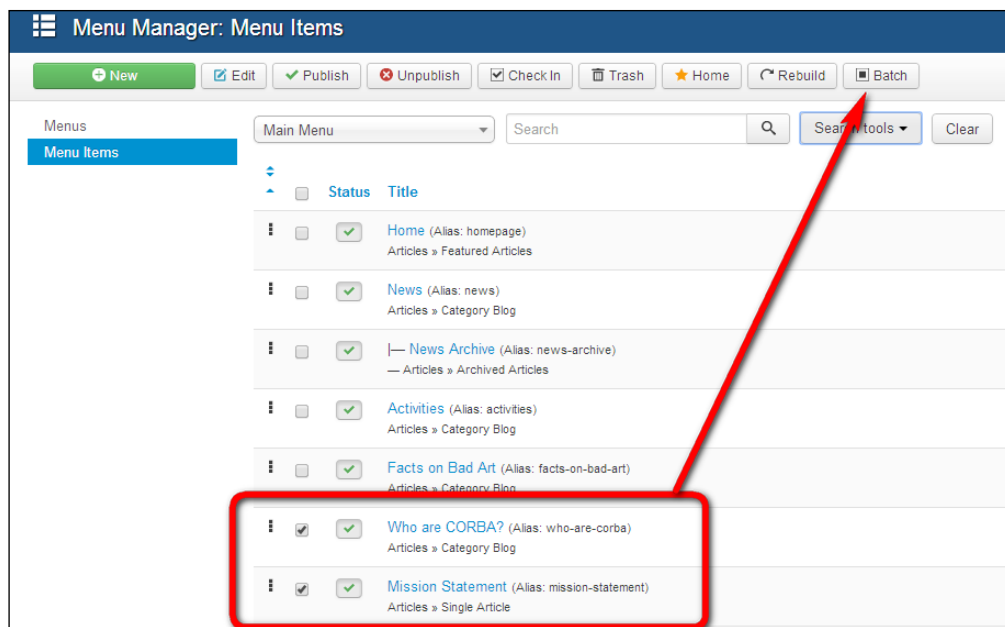 Menu Manager: Menu Items
New Edit Publish Unpublish Check In Trash Home Rebuild Batch
Menus
Menu Items
Main Menu Search Search tools Clear
Status Title
Home (Alias: homepage)
Articles » Featured Articles
News (Alias: news)
Articles » Category Blog
|— News Archive (Alias: news-archive)
— Articles » Archived Articles
Activities (Alias: activities)
Articles » Category Blog
Facts on Bad Art (Alias: facts-on-bad-art)
Articles » Category Blog
Who are CORBA? (Alias: who-are-corba)
Articles » Category Blog
Mission Statement (Alias: mission-statement)
Articles » Single Article